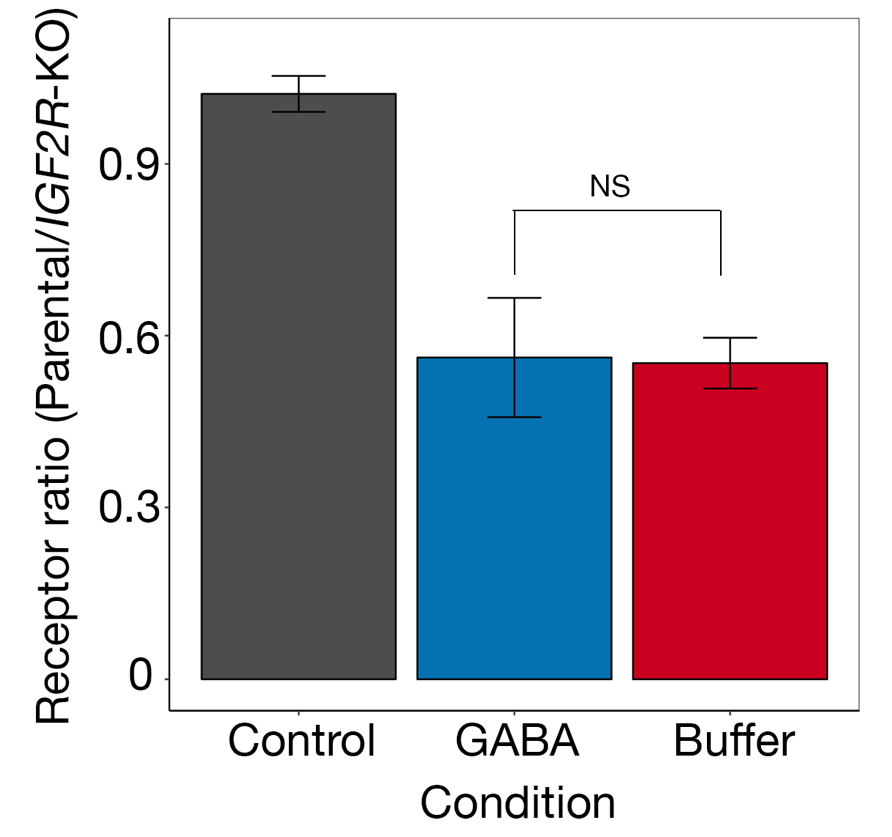 Receptor ratio (Parental/IGF2R-KO)
0.9
0.6
0.3
0
NS
Control GABA Buffer
Condition